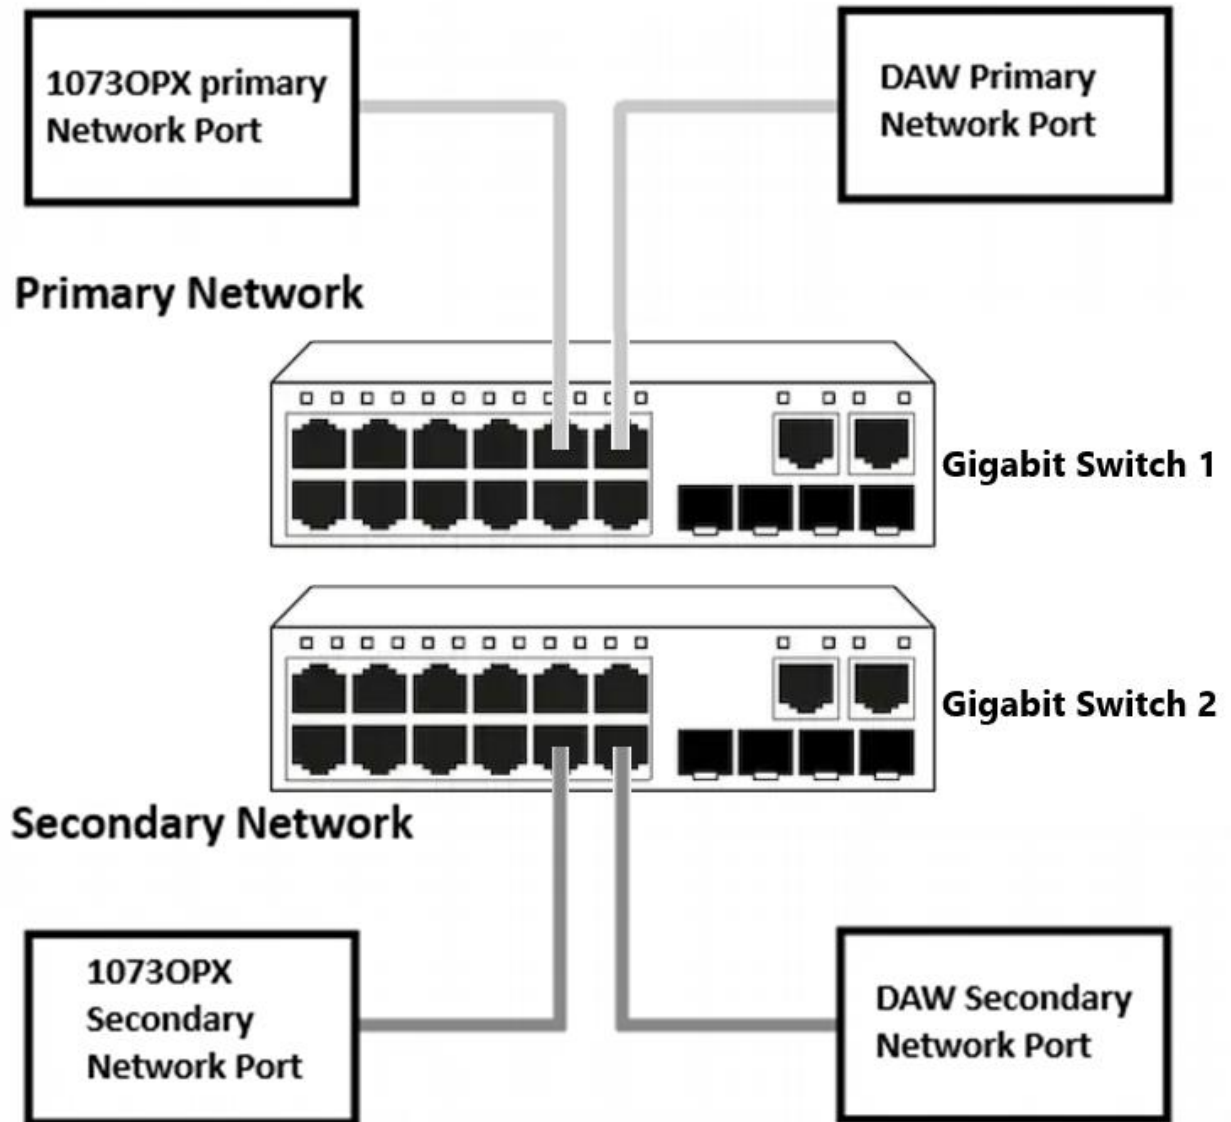 1073OPX primary
Network Port
DAW Primary
Network Port
Primary Network
Gigabit Switch 1
Gigabit Switch 2
Secondary Network
1073OPX
Secondary
Network Port
DAW Secondary
Network Port